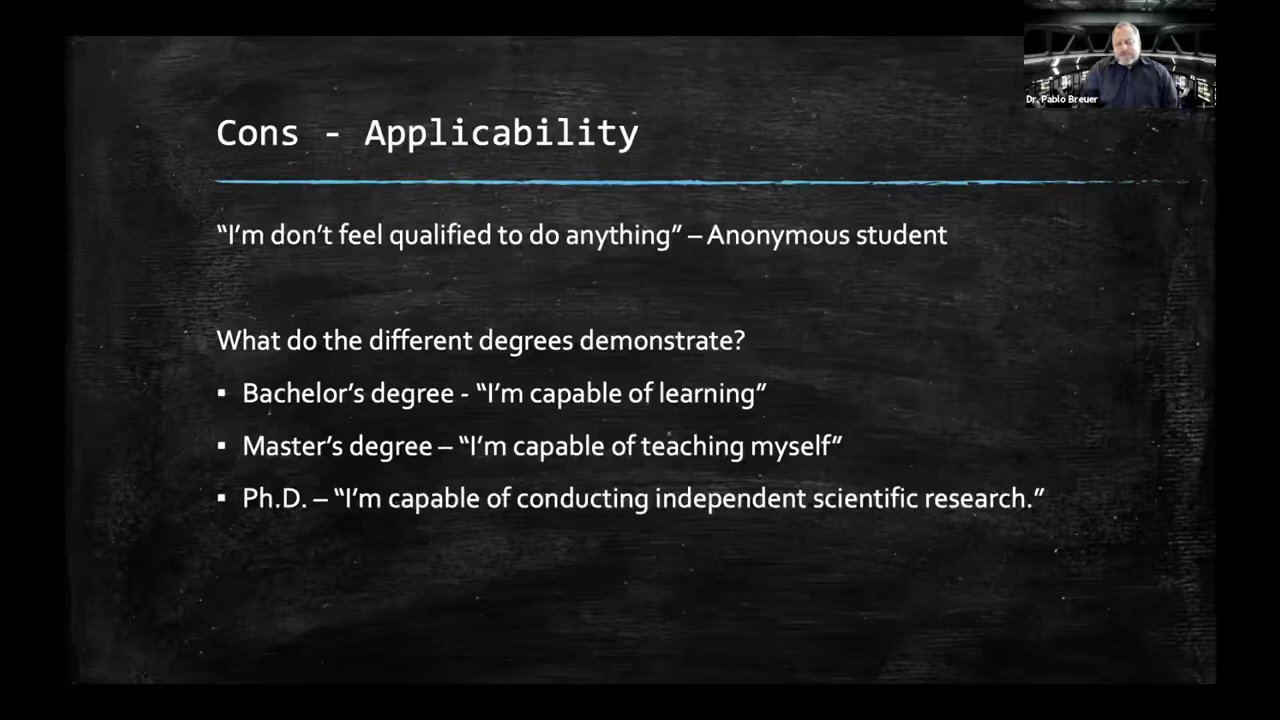 Dr. Pablo Breuer
Cons - Applicability
“I’m don’t feel qualified to do anything” – Anonymous student
What do the different degrees demonstrate?
▪ Bachelor’s degree - “I’m capable of learning”
▪ Master’s degree – “I’m capable of teaching myself”
▪ Ph.D. – “I’m capable of conducting independent scientific research.”